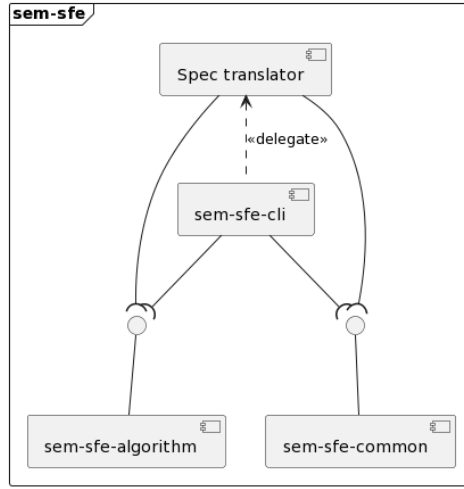 sem-sfe
Spec translator
«delegate»
sem-sfe-cli
sem-sfe-algorithm
sem-sfe-common